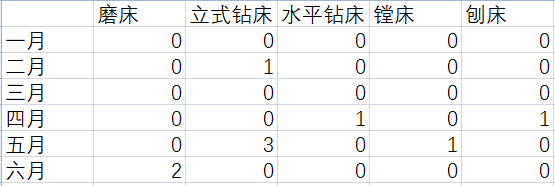 磨床 立式钻床 水平钻床 镗床 刨床
一月 0 0 0 0 0
二月 0 1 0 0 0
三月 0 0 0 0 0
四月 0 0 1 0 1
五月 0 3 0 1 0
六月 2 0 0 0 0